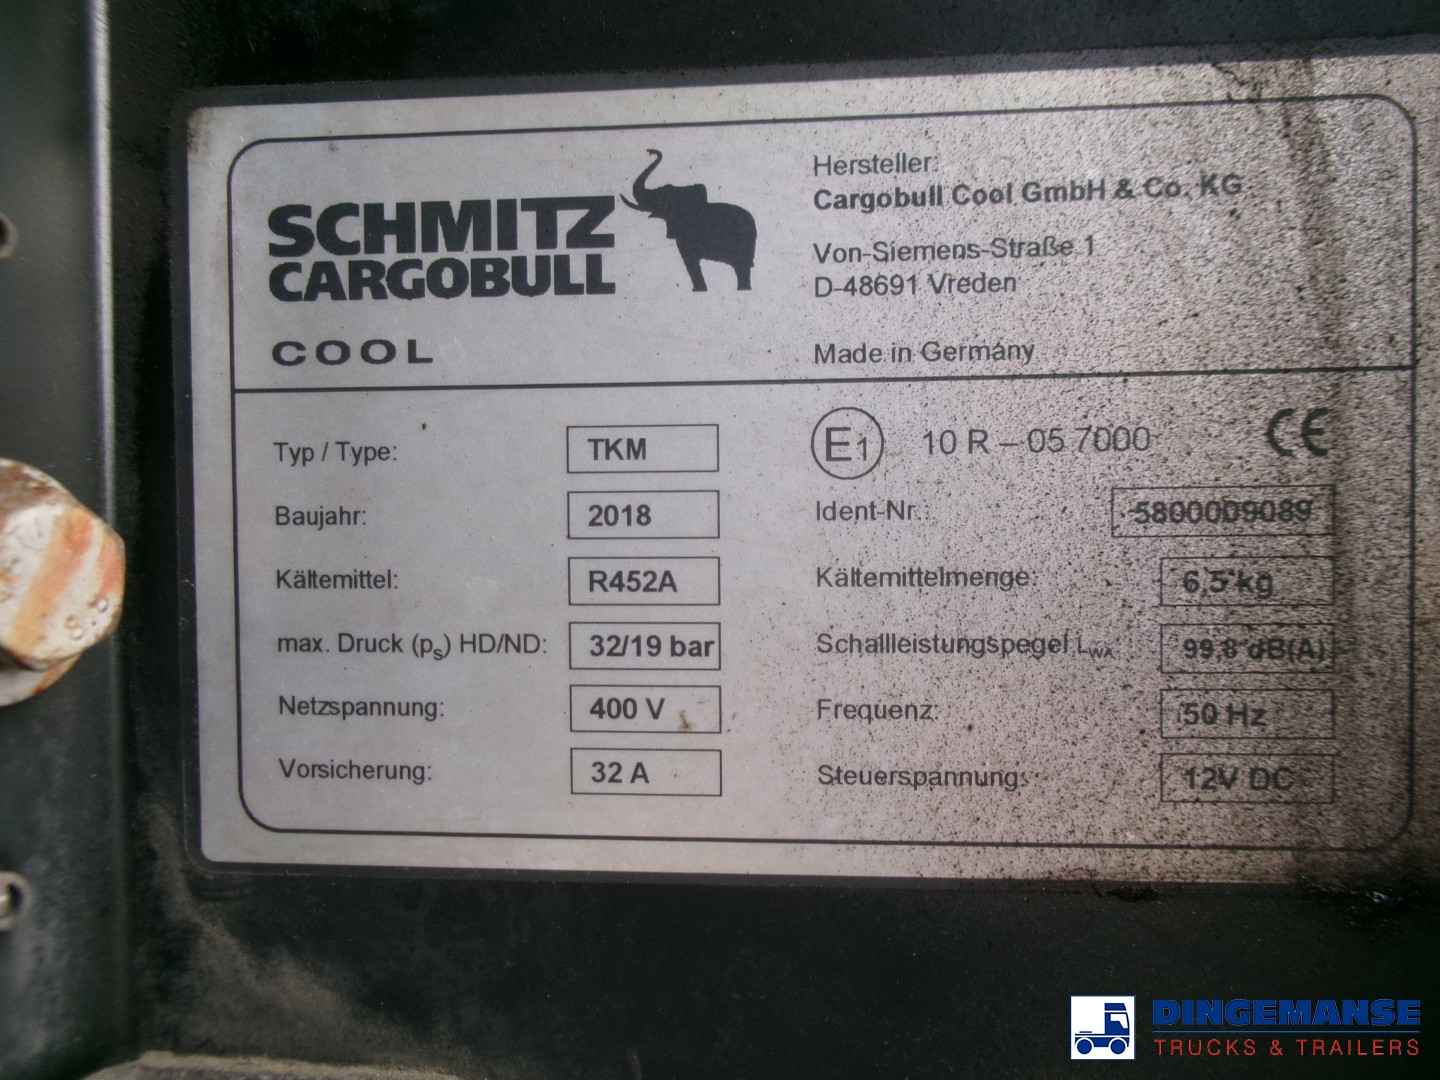 SCHMITZ
CARGOBULL
COOL
Hersteller:
Cargobull Cool GmbH & Co. KG
Von-Siemens-Straße 1
D-48691 Vreden
Made in Germany
Typ / Type: TKM
Baujahr: 2018
Kältemittel: R452A
max. Druck (ps) HD/ND: 32/19 bar
Netzspannung: 400 V
Vorsicherung: 32 A
E1 10 R – 05 7000 CE
Ident-Nr.: 5800009089
Kältemittelmenge: 6,5 kg
Schallleistungspegel LWA 99,8 dB(A)
Frequenz: 50 Hz
Steuerspannung: 12V DC
DINGEMANSE
TRUCKS & TRAILERS